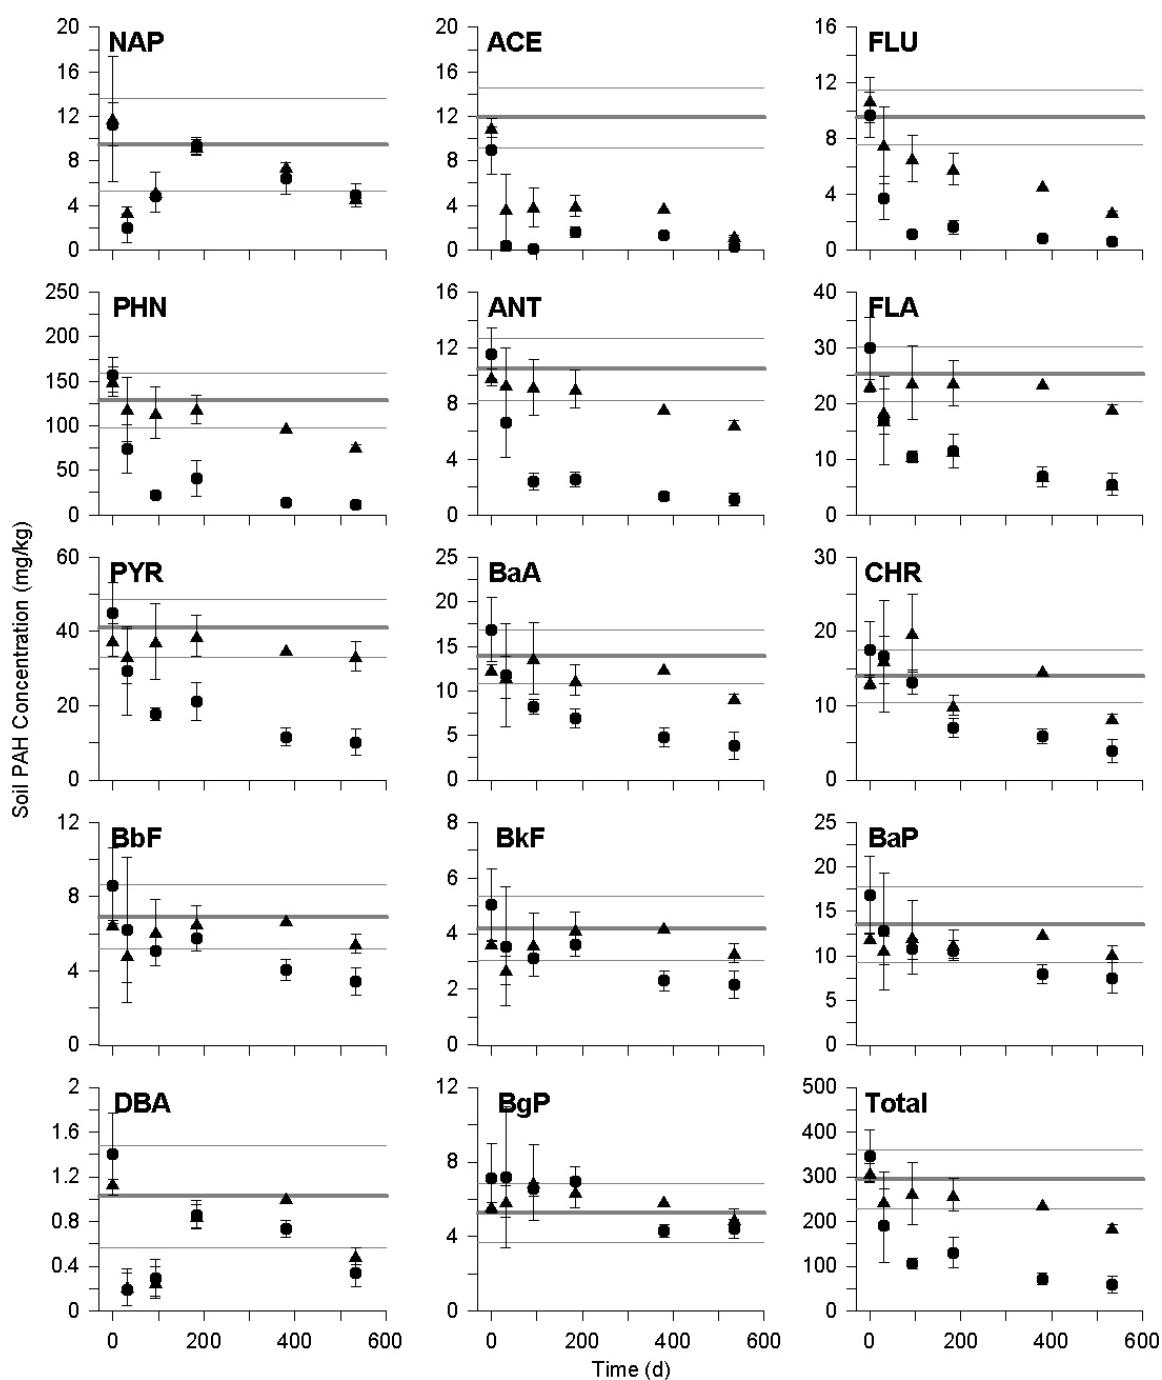 20 NAP 20 ACE 16 FLU
16 16 12
12 12 8
8 8 4
4 4
0 0 0
250 PHN 16 ANT 40 FLA
200 12 30
150 8 20
100 4 10
50
0 0 0
Soil PAH Concentration (mg/kg)
60 PYR 25 BaA 30 CHR
40 20 20
20 15 10
10
5
0 0 0
12 BbF 8 BkF 25 BaP
8 6 20
4 4 15
2 10
5
0 0 0
2 DBA 12 BgP 500 Total
1.6 8 400
1.2 4 300
0.8 200
0.4 100
0 0 0
0 200 400 600 0 200 400 600 0 200 400 600
Time (d)